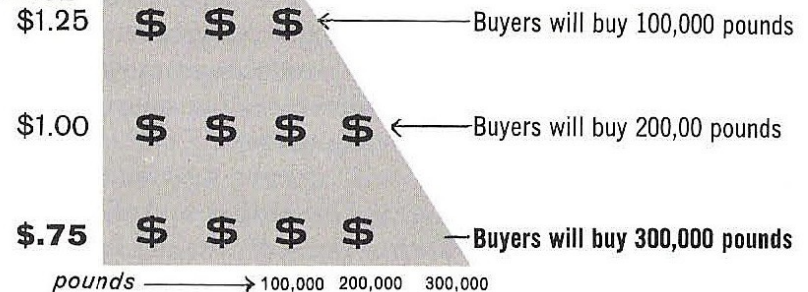 $1.25 $ $ $ Buyers will buy 100,000 pounds
$1.00 $ $ $ $ Buyers will buy 200,00 pounds
$.75 $ $ $ $ Buyers will buy 300,000 pounds
pounds 100,000 200,000 300,000